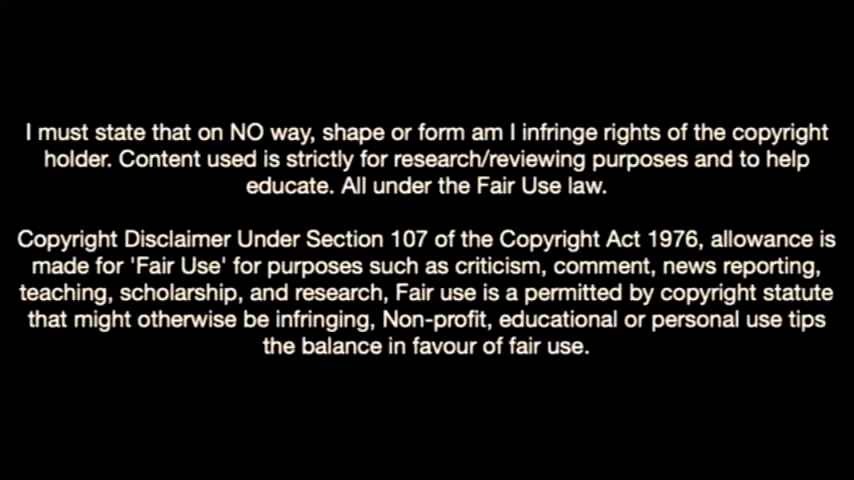 I must state that on NO way, shape or form am I infringe rights of the copyright
holder. Content used is strictly for research/reviewing purposes and to help
educate. All under the Fair Use law.
Copyright Disclaimer Under Section 107 of the Copyright Act 1976, allowance is
made for 'Fair Use' for purposes such as criticism, comment, news reporting,
teaching, scholarship, and research, Fair use is a permitted by copyright statute
that might otherwise be infringing, Non-profit, educational or personal use tips
the balance in favour of fair use.